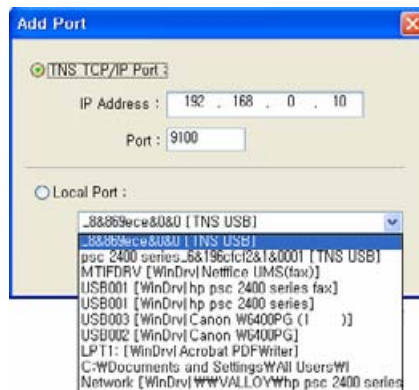 Add Port
TNS TCP/IP Port :
IP Address : 192 . 168 . 0 . 10
Port : 9100
Local Port :
_8&869ece&0&0 [TNS USB]
_8&869ece&0&0 [TNS USB]
psc 2400 series_6&196cfcf2&1&0001 [TNS USB]
MTIFDRV [WinDrv|Netffice UMS(fax)]
USB001 [WinDrv|hp psc 2400 series fax]
USB001 [WinDrv|hp psc 2400 series]
USB003 [WinDrv|Canon W6400PG (1 )]
USB002 [WinDrv|Canon W6400PG]
LPT1: [WinDrv|Acrobat PDFWriter]
C:₩Documents and Settings₩All Users₩
Network [WinDrv|₩₩VALLOY₩hp psc 2400 series